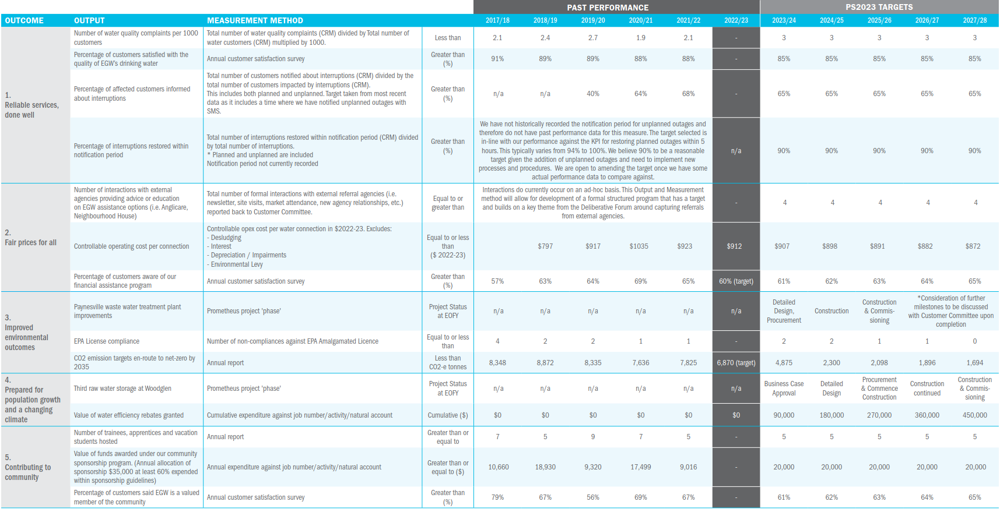 PAST PERFORMANCE PS2023 TARGETS
OUTCOME OUTPUT MEASUREMENT METHOD 2017/18 2018/19 2019/20 2020/21 2021/22 2022/23 2023/24 2024/25 2025/26 2026/27 2027/28
1.
Reliable services,
done well
Number of water quality complaints per 1000
customers
Total number of water quality complaints (CRM) divided by Total number of
water customers (CRM) multiplied by 1000.
Less than 2.1 2.4 2.7 1.9 2.1 - 3 3 3 3 3
Percentage of customers satisfied with the
quality of EGW's drinking water
Annual customer satisfaction survey
Greater than
(%)
91% 89% 89% 88% 88% - 85% 85% 85% 85% 85%
Percentage of affected customers informed
about interruptions
Total number of customers notified about interruptions (CRM) divided by the
total number of customers impacted by interruptions (CRM).
This includes both planned and unplanned. Target taken from most recent
data as it includes a time where we have notified unplanned outages with
SMS.
Greater than
(%)
n/a n/a 40% 64% 68% - 65% 65% 65% 65% 65%
Percentage of interruptions restored within
notification period
Total number of interruptions restored within notification period (CRM) divided
by total number of interruptions.
* Planned and unplanned are included
Notification period not currently recorded
Greater than
(%)
We have not historically recorded the notification period for unplanned outages and
therefore do not have past performance data for this measure. The target selected is
in-line with our performance against the KPI for restoring planned outages within 5
hours. This typically varies from 94% to 100%. We believe 90% to be a reasonable
target given the addition of unplanned outages and need to implement new
processes and procedures. We are open to amending the target once we have some
actual performance data to compare against.
n/a 90% 90% 90% 90% 90%
2.
Fair prices for all
Number of interactions with external
agencies providing advice or education
on EGW assistance options (i.e. Anglicare,
Neighbourhood House)
Total number of formal interactions with external referral agencies (i.e.
newsletter, site visits, market attendance, new agency relationships, etc.)
reported back to Customer Committee.
Equal to or
greater than
Interactions do currently occur on an ad-hoc basis. This Output and Measurement
method will allow for development of a formal structured program that has a target
and builds on a key theme from the Deliberative Forum around capturing referrals
from external agencies.
- 4 4 4 4 4
Controllable operating cost per connection
Controllable opex cost per water connection in $2022-23. Excludes:
- Desludging
- Interest
- Depreciation / Impairments
- Environmental Levy
Equal to or less
than
($ 2022-23)
$797 $917 $1035 $923 $912 $907 $898 $891 $882 $872
Percentage of customers aware of our
financial assistance program
Annual customer satisfaction survey
Greater than
(%)
57% 63% 64% 69% 65% 60% (target) 61% 62% 63% 64% 65%
3.
Improved
environmental
outcomes
Paynesville waste water treatment plant
improvements
Prometheus project 'phase'
Project Status
at EOFY
n/a n/a n/a n/a n/a n/a
Detailed
Design,
Procurement
Construction
Construction
& Commis-
sioning
*Consideration of further
milestones to be discussed
with Customer Committee upon
completion
EPA License compliance
Number of non-compliances against EPA Amalgamated Licence
Equal to or less
than
4 2 2 1 1 - 2 2 1 1 0
CO2 emission targets en-route to net-zero by
2035
Annual report
Less than
CO2-e tonnes
8,348 8,872 8,335 7,636 7,825 6,870 (target) 4,875 2,300 2,098 1,896 1,694
4.
Prepared for
population growth
and a changing
climate
Third raw water storage at Woodglen
Prometheus project 'phase'
Project Status
at EOFY
n/a n/a n/a n/a n/a n/a
Business Case
Approval
Detailed
Design
Procurement
& Commence
Construction
Construction
continued
Construction
& Commis-
sioning
Value of water efficiency rebates granted
Cumulative expenditure against job number/activity/natural account
Cumulative ($)
$0 $0 $0 $0 $0 $0 90,000 180,000 270,000 360,000 450,000
5.
Contributing to
community
Number of trainees, apprentices and vacation
students hosted
Annual report
Greater than or
equal to
7 5 9 7 5 - 5 5 5 5 5
Value of funds awarded under our community
sponsorship program. (Annual allocation of
sponsorship $35,000 at least 60% expended
within sponsorship guidelines)
Annual expenditure against job number/activity/natural account
Greater than or
equal to ($)
10,660 18,930 9,320 17,499 9,016 - 20,000 20,000 20,000 20,000 20,000
Percentage of customers said EGW is a valued
member of the community
Annual customer satisfaction survey
Greater than
(%)
79% 67% 56% 69% 67% - 61% 62% 63% 64% 65%